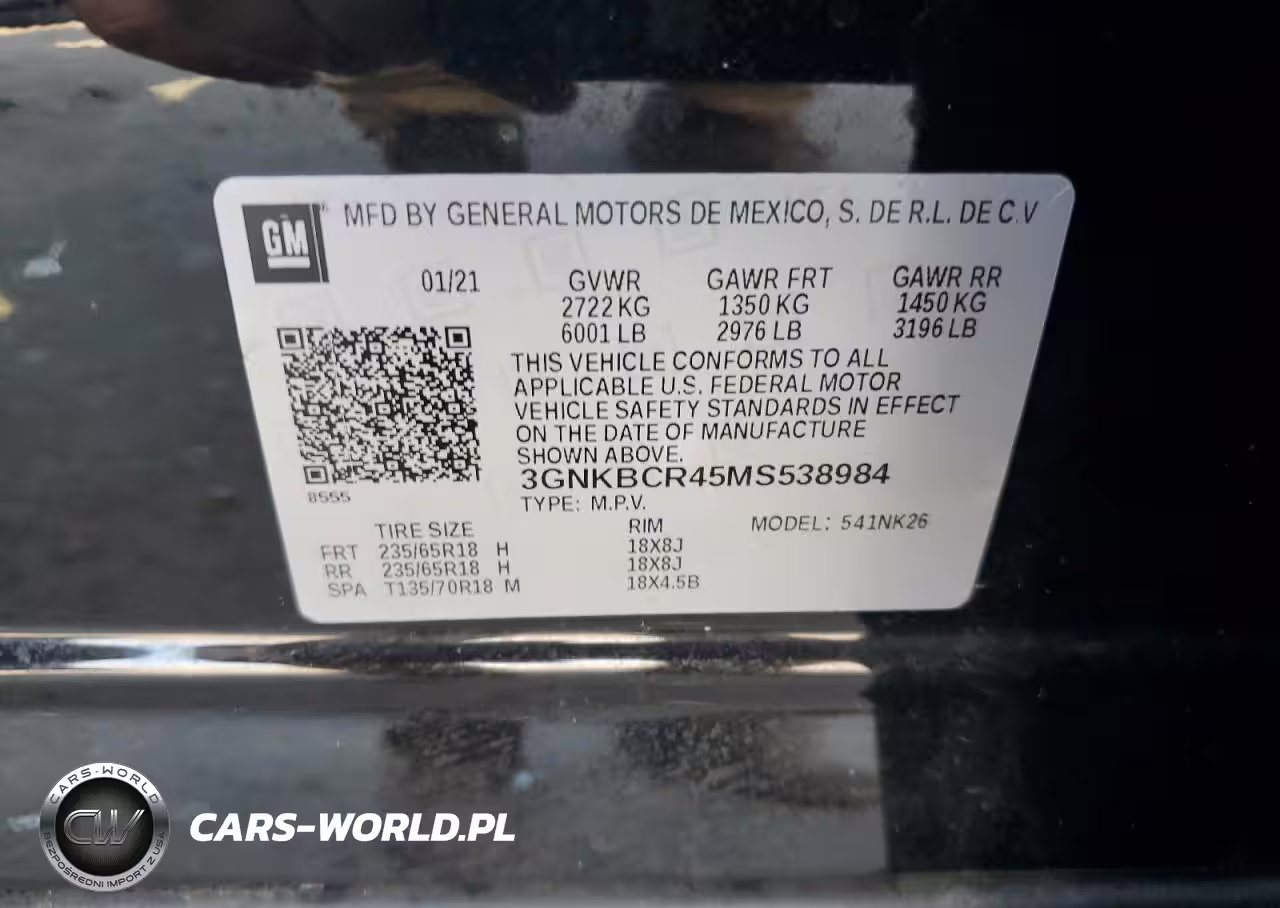 GM
MFD BY GENERAL MOTORS DE MEXICO, S. DE R.L. DE C.V
01/21 GVWR GAWR FRT GAWR RR
2722 KG 1350 KG 1450 KG
6001 LB 2976 LB 3196 LB
THIS VEHICLE CONFORMS TO ALL
APPLICABLE U.S. FEDERAL MOTOR
VEHICLE SAFETY STANDARDS IN EFFECT
ON THE DATE OF MANUFACTURE
SHOWN ABOVE.
3GNKBCR45MS538984
8555
TYPE: M.P.V.
TIRE SIZE RIM MODEL: 541NK26
FRT 235/65R18 H 18X8J
RR 235/65R18 H 18X8J
SPA T135/70R18 M 18X4.5B
CARS-WORLD
CW
BEZPOŚREDNI IMPORT Z USA
CARS-WORLD.PL